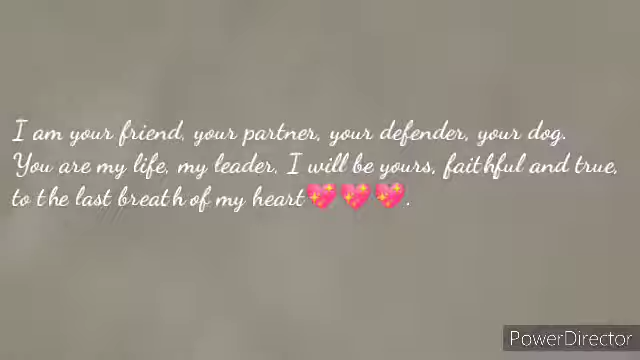 I am your friend, your partner, your defender, your dog.
You are my life, my leader. I will be yours, faithful and true,
to the last breath of my heart💖💖💖.
PowerDirector